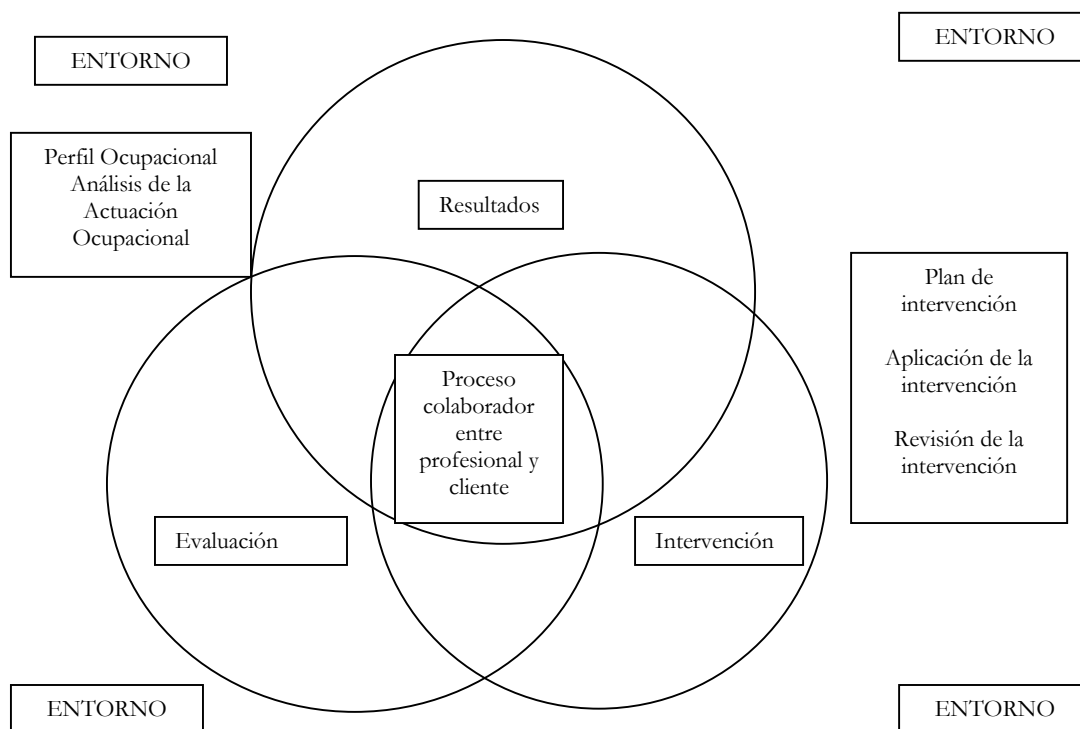 ENTORNO
ENTORNO
Perfil Ocupacional
Análisis de la
Actuación
Ocupacional
Resultados
Plan de
intervención
Aplicación de la
intervención
Revisión de la
intervención
Proceso
colaborador
entre
profesional y
cliente
Evaluación
Intervención
ENTORNO
ENTORNO